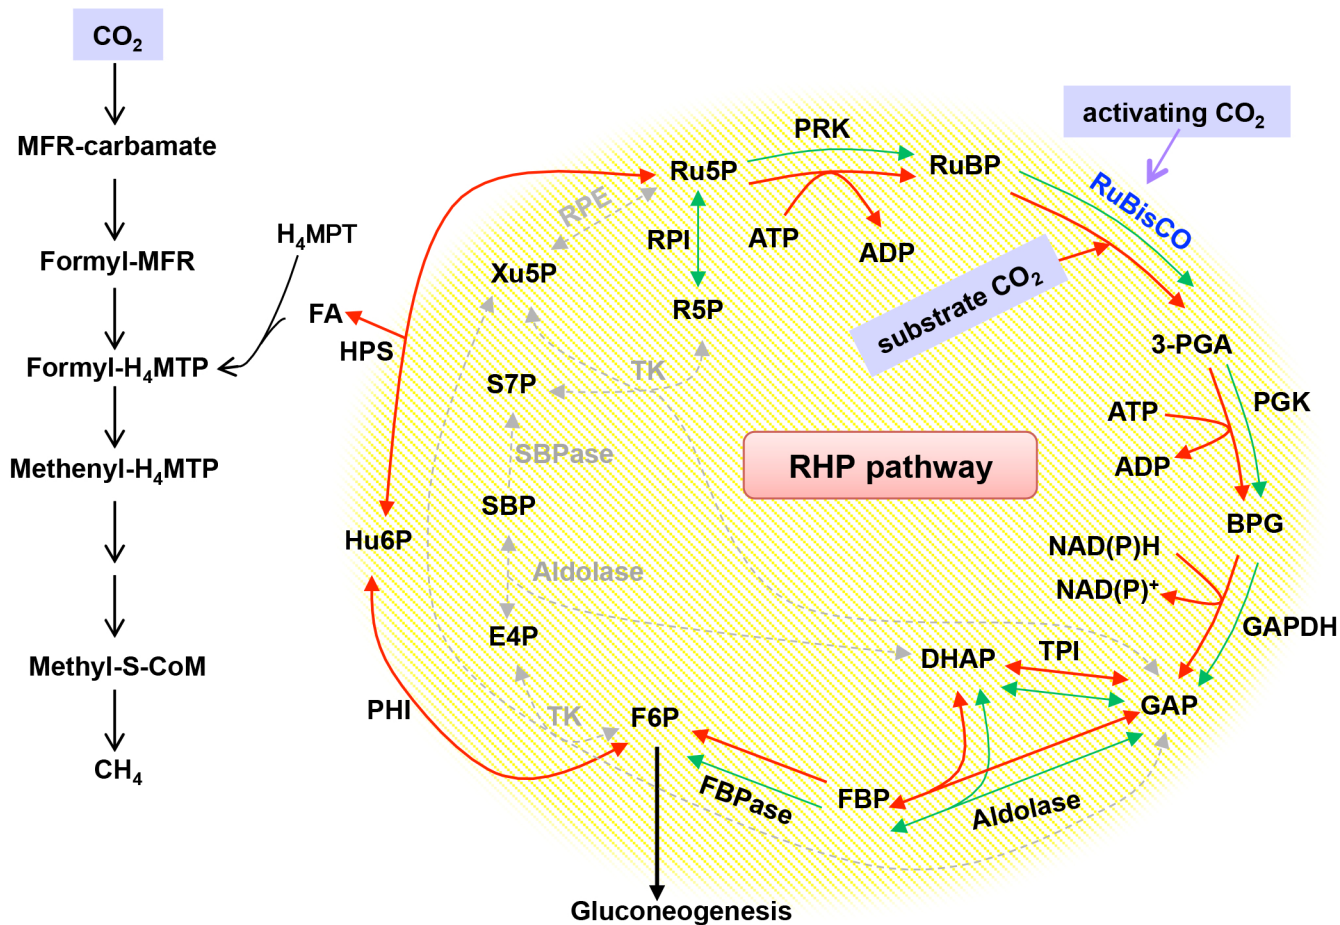 CO₂
MFR-carbamate
Formyl-MFR
Formyl-H₄MTP
Methenyl-H₄MTP
Methyl-S-CoM
CH₄
H₄MPT
FA
HPS
Hu6P
PHI
Ru5P
PRK
RuBP
activating CO₂
RuBisCO
RPE
RPI
ATP
ADP
Xu5P
R5P
substrate CO₂
3-PGA
S7P
TK
PGK
ATP
ADP
SBPase
RHP pathway
SBP
BPG
NAD(P)H
NAD(P)⁺
Aldolase
GAPDH
E4P
DHAP
TPI
GAP
TK
F6P
FBPase
FBP
Aldolase
Gluconeogenesis